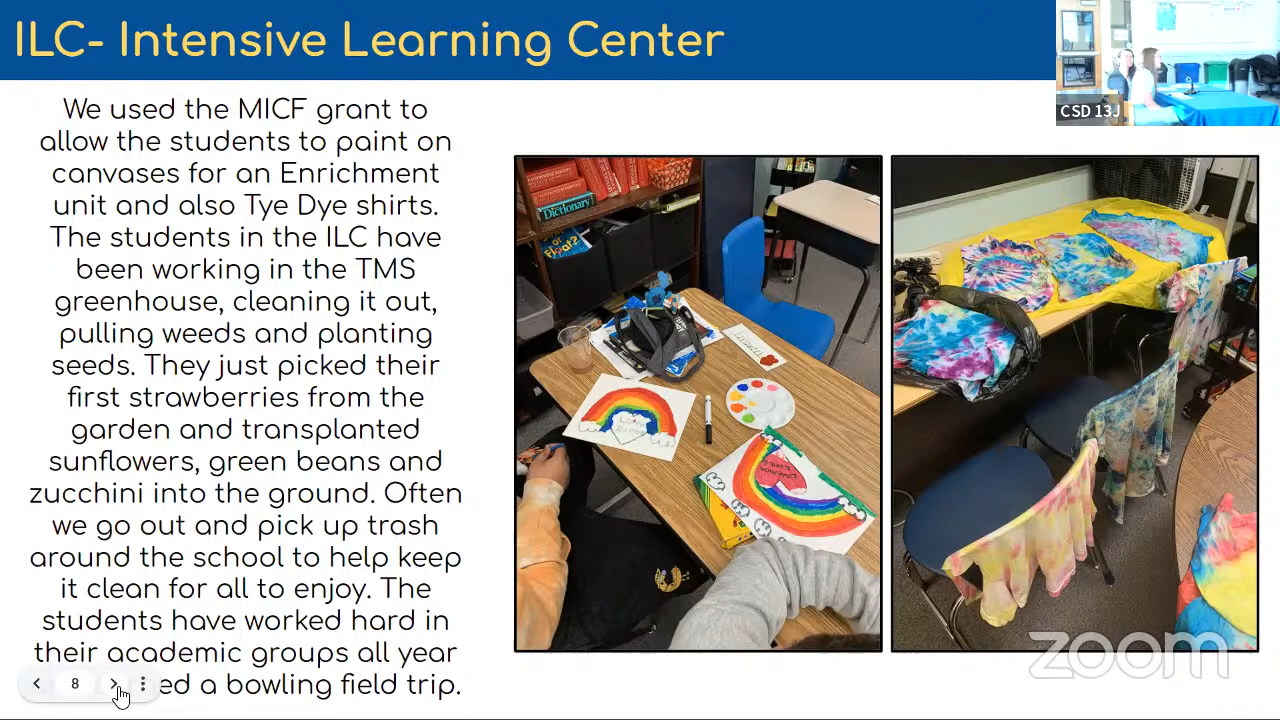 ILC- Intensive Learning Center
We used the MICF grant to
allow the students to paint on
canvases for an Enrichment
unit and also Tye Dye shirts.
The students in the ILC have
been working in the TMS
greenhouse, cleaning it out,
pulling weeds and planting
seeds. They just picked their
first strawberries from the
garden and transplanted
sunflowers, green beans and
zucchini into the ground. Often
we go out and pick up trash
around the school to help keep
it clean for all to enjoy. The
students have worked hard in
their academic groups all year
a bowling field trip.
8
CSD 13J
Dictionary
zoom